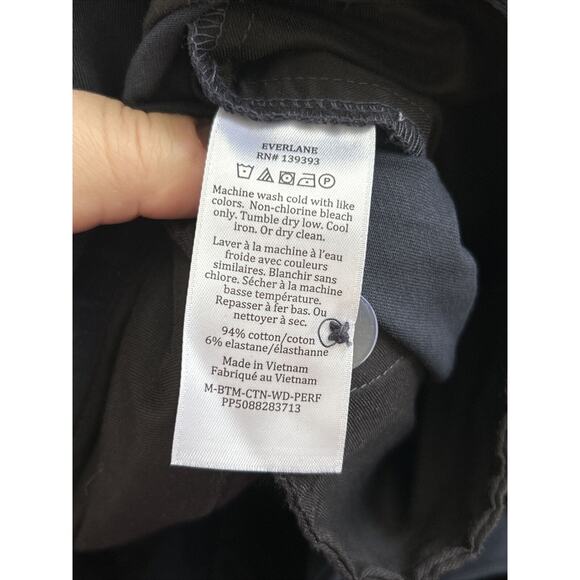 EVERLANE
RN# 139393
Machine wash cold with like
colors. Non-chlorine bleach
only. Tumble dry low. Cool
iron. Or dry clean.
Laver à la machine à l'eau
froide avec couleurs
similaires. Blanchir sans
chlore. Sécher à la machine
basse température.
Repasser à fer bas. Ou
nettoyer à sec.
94% cotton/coton
6% elastane/élasthanne
Made in Vietnam
Fabriqué au Vietnam
M-BTM-CTN-WD-PERF
PP5088283713